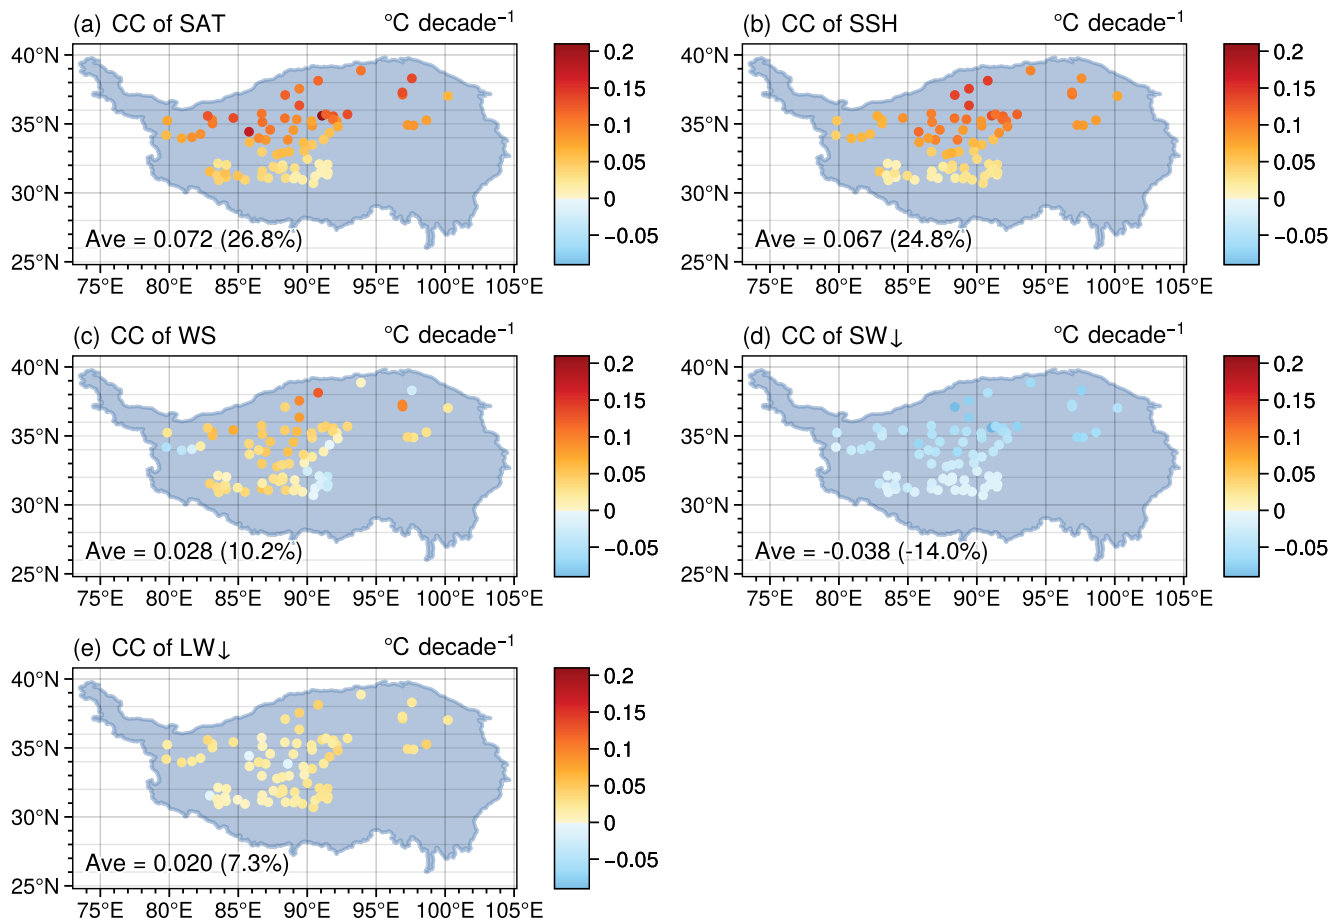 (a) CC of SAT °C decade⁻¹
40°N
35°N
30°N
25°N
Ave = 0.072 (26.8%)
75°E 80°E 85°E 90°E 95°E 100°E 105°E
0.2
0.15
0.1
0.05
0
−0.05
(b) CC of SSH °C decade⁻¹
40°N
35°N
30°N
25°N
Ave = 0.067 (24.8%)
75°E 80°E 85°E 90°E 95°E 100°E 105°E
0.2
0.15
0.1
0.05
0
−0.05
(c) CC of WS °C decade⁻¹
40°N
35°N
30°N
25°N
Ave = 0.028 (10.2%)
75°E 80°E 85°E 90°E 95°E 100°E 105°E
0.2
0.15
0.1
0.05
0
−0.05
(d) CC of SW↓ °C decade⁻¹
40°N
35°N
30°N
25°N
Ave = -0.038 (-14.0%)
75°E 80°E 85°E 90°E 95°E 100°E 105°E
0.2
0.15
0.1
0.05
0
−0.05
(e) CC of LW↓ °C decade⁻¹
40°N
35°N
30°N
25°N
Ave = 0.020 (7.3%)
75°E 80°E 85°E 90°E 95°E 100°E 105°E
0.2
0.15
0.1
0.05
0
−0.05